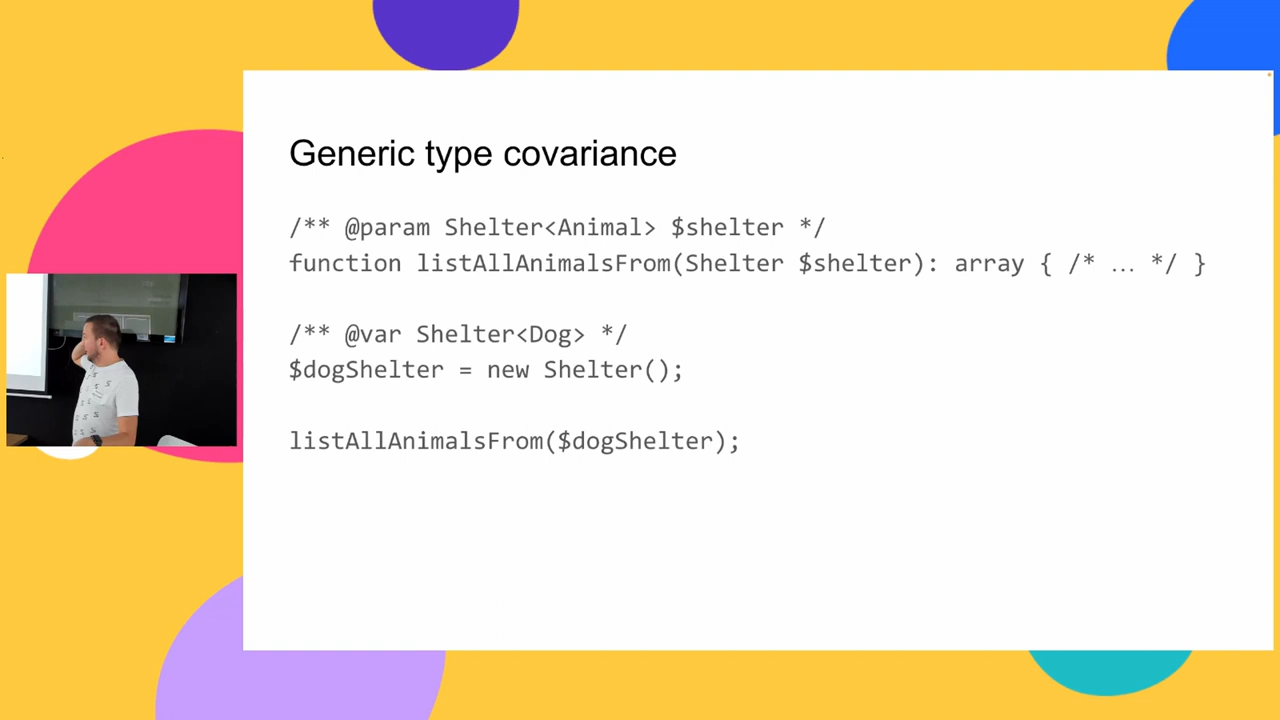 Generic type covariance
/** @param Shelter<Animal> $shelter */
function listAllAnimalsFrom(Shelter $shelter): array { /* … */ }
/** @var Shelter<Dog> */
$dogShelter = new Shelter();
listAllAnimalsFrom($dogShelter);